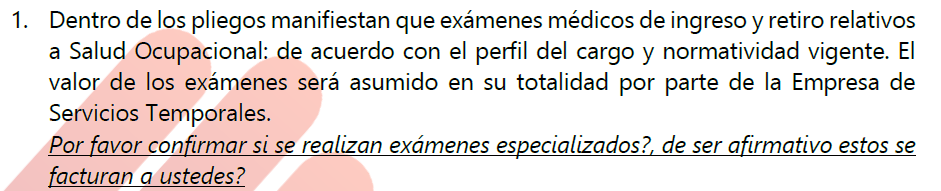 1. Dentro de los pliegos manifiestan que exámenes médicos de ingreso y retiro relativos
a Salud Ocupacional: de acuerdo con el perfil del cargo y normatividad vigente. El
valor de los exámenes será asumido en su totalidad por parte de la Empresa de
Servicios Temporales.
Por favor confirmar si se realizan exámenes especializados?, de ser afirmativo estos se
facturan a ustedes?